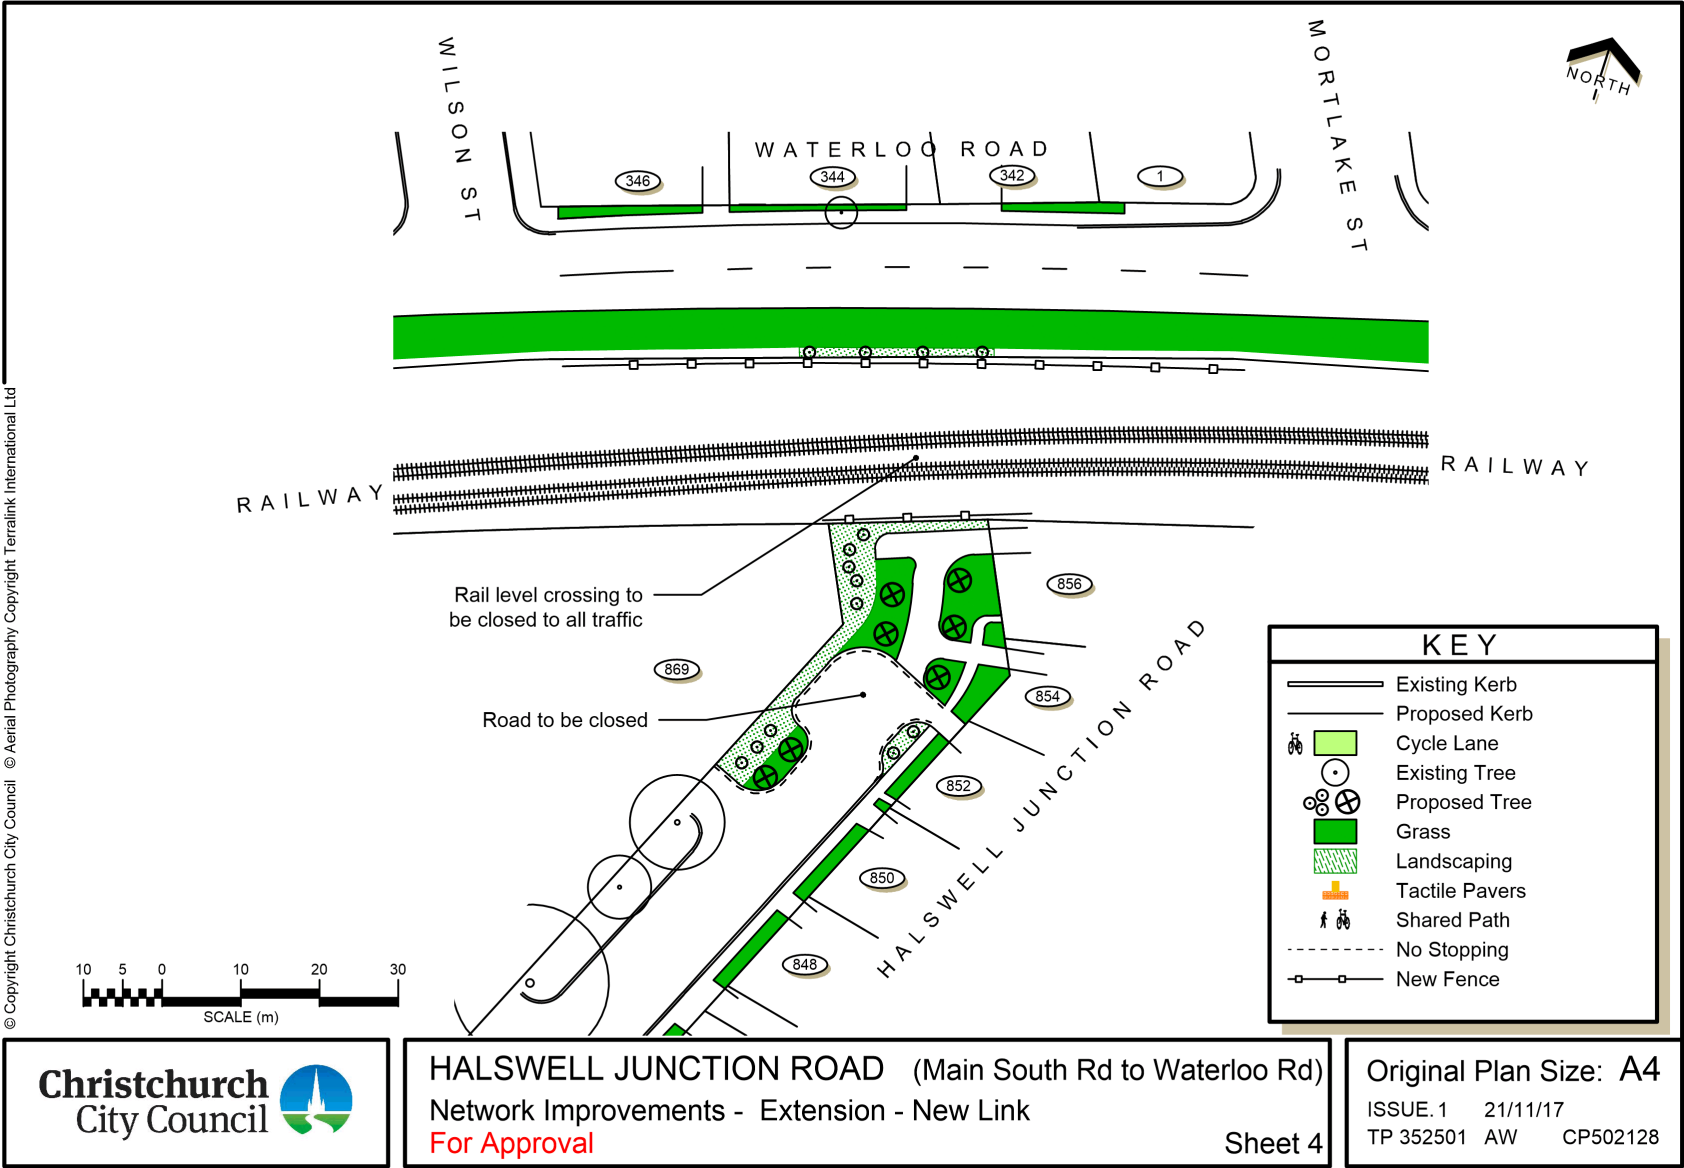 WILSON ST
MORTLAKE ST
NORTH
WATERLOO ROAD
346
344
342
1
RAILWAY
RAILWAY
Rail level crossing to
be closed to all traffic
856
869
854
Road to be closed
852
850
848
HALSWELL JUNCTION ROAD
KEY
Existing Kerb
Proposed Kerb
Cycle Lane
Existing Tree
Proposed Tree
Grass
Landscaping
Tactile Pavers
Shared Path
No Stopping
New Fence
10 5 0 10 20 30
SCALE (m)
© Copyright Christchurch City Council © Aerial Photography Copyright Terralink International Ltd
Christchurch
City Council
HALSWELL JUNCTION ROAD (Main South Rd to Waterloo Rd)
Network Improvements - Extension - New Link
For Approval
Sheet 4
Original Plan Size: A4
ISSUE.1 21/11/17
TP 352501 AW CP502128